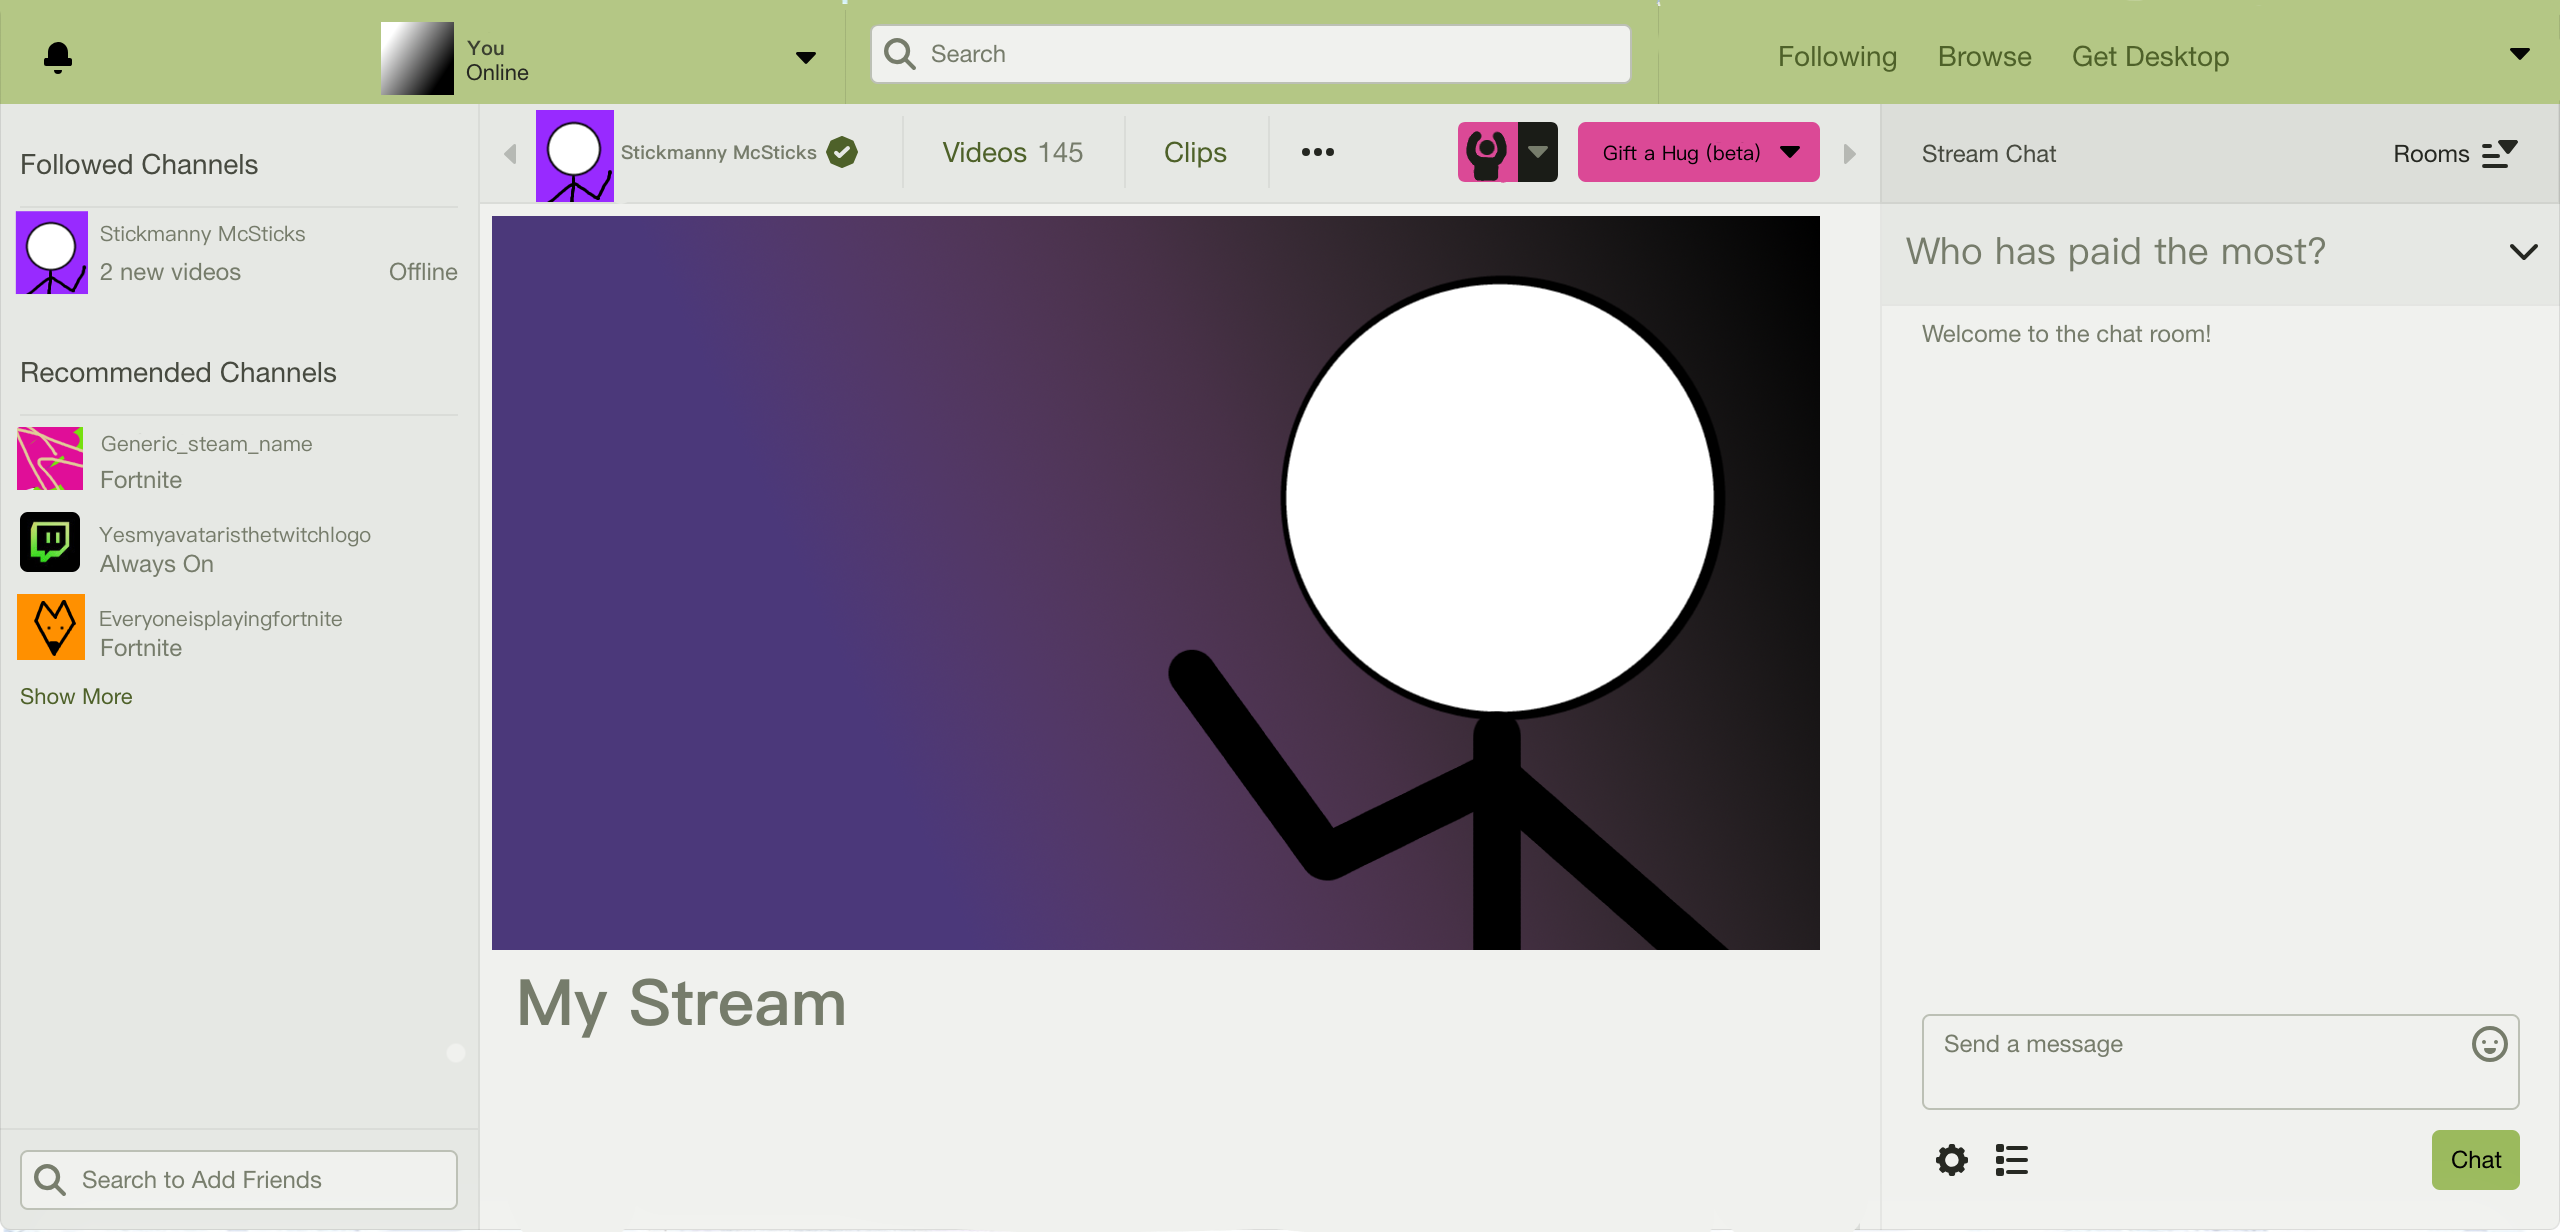 You
Online
Search
Following
Browse
Get Desktop
Followed Channels
Stickmanny McSticks
2 new videos
Offline
Recommended Channels
Generic_steam_name
Fortnite
Yesmyavataristhetwitchlogo
Always On
Everyoneisplayingfortnite
Fortnite
Show More
Search to Add Friends
Stickmanny McSticks
Videos 145
Clips
Gift a Hug (beta)
My Stream
Stream Chat
Rooms
Who has paid the most?
Welcome to the chat room!
Send a message
Chat